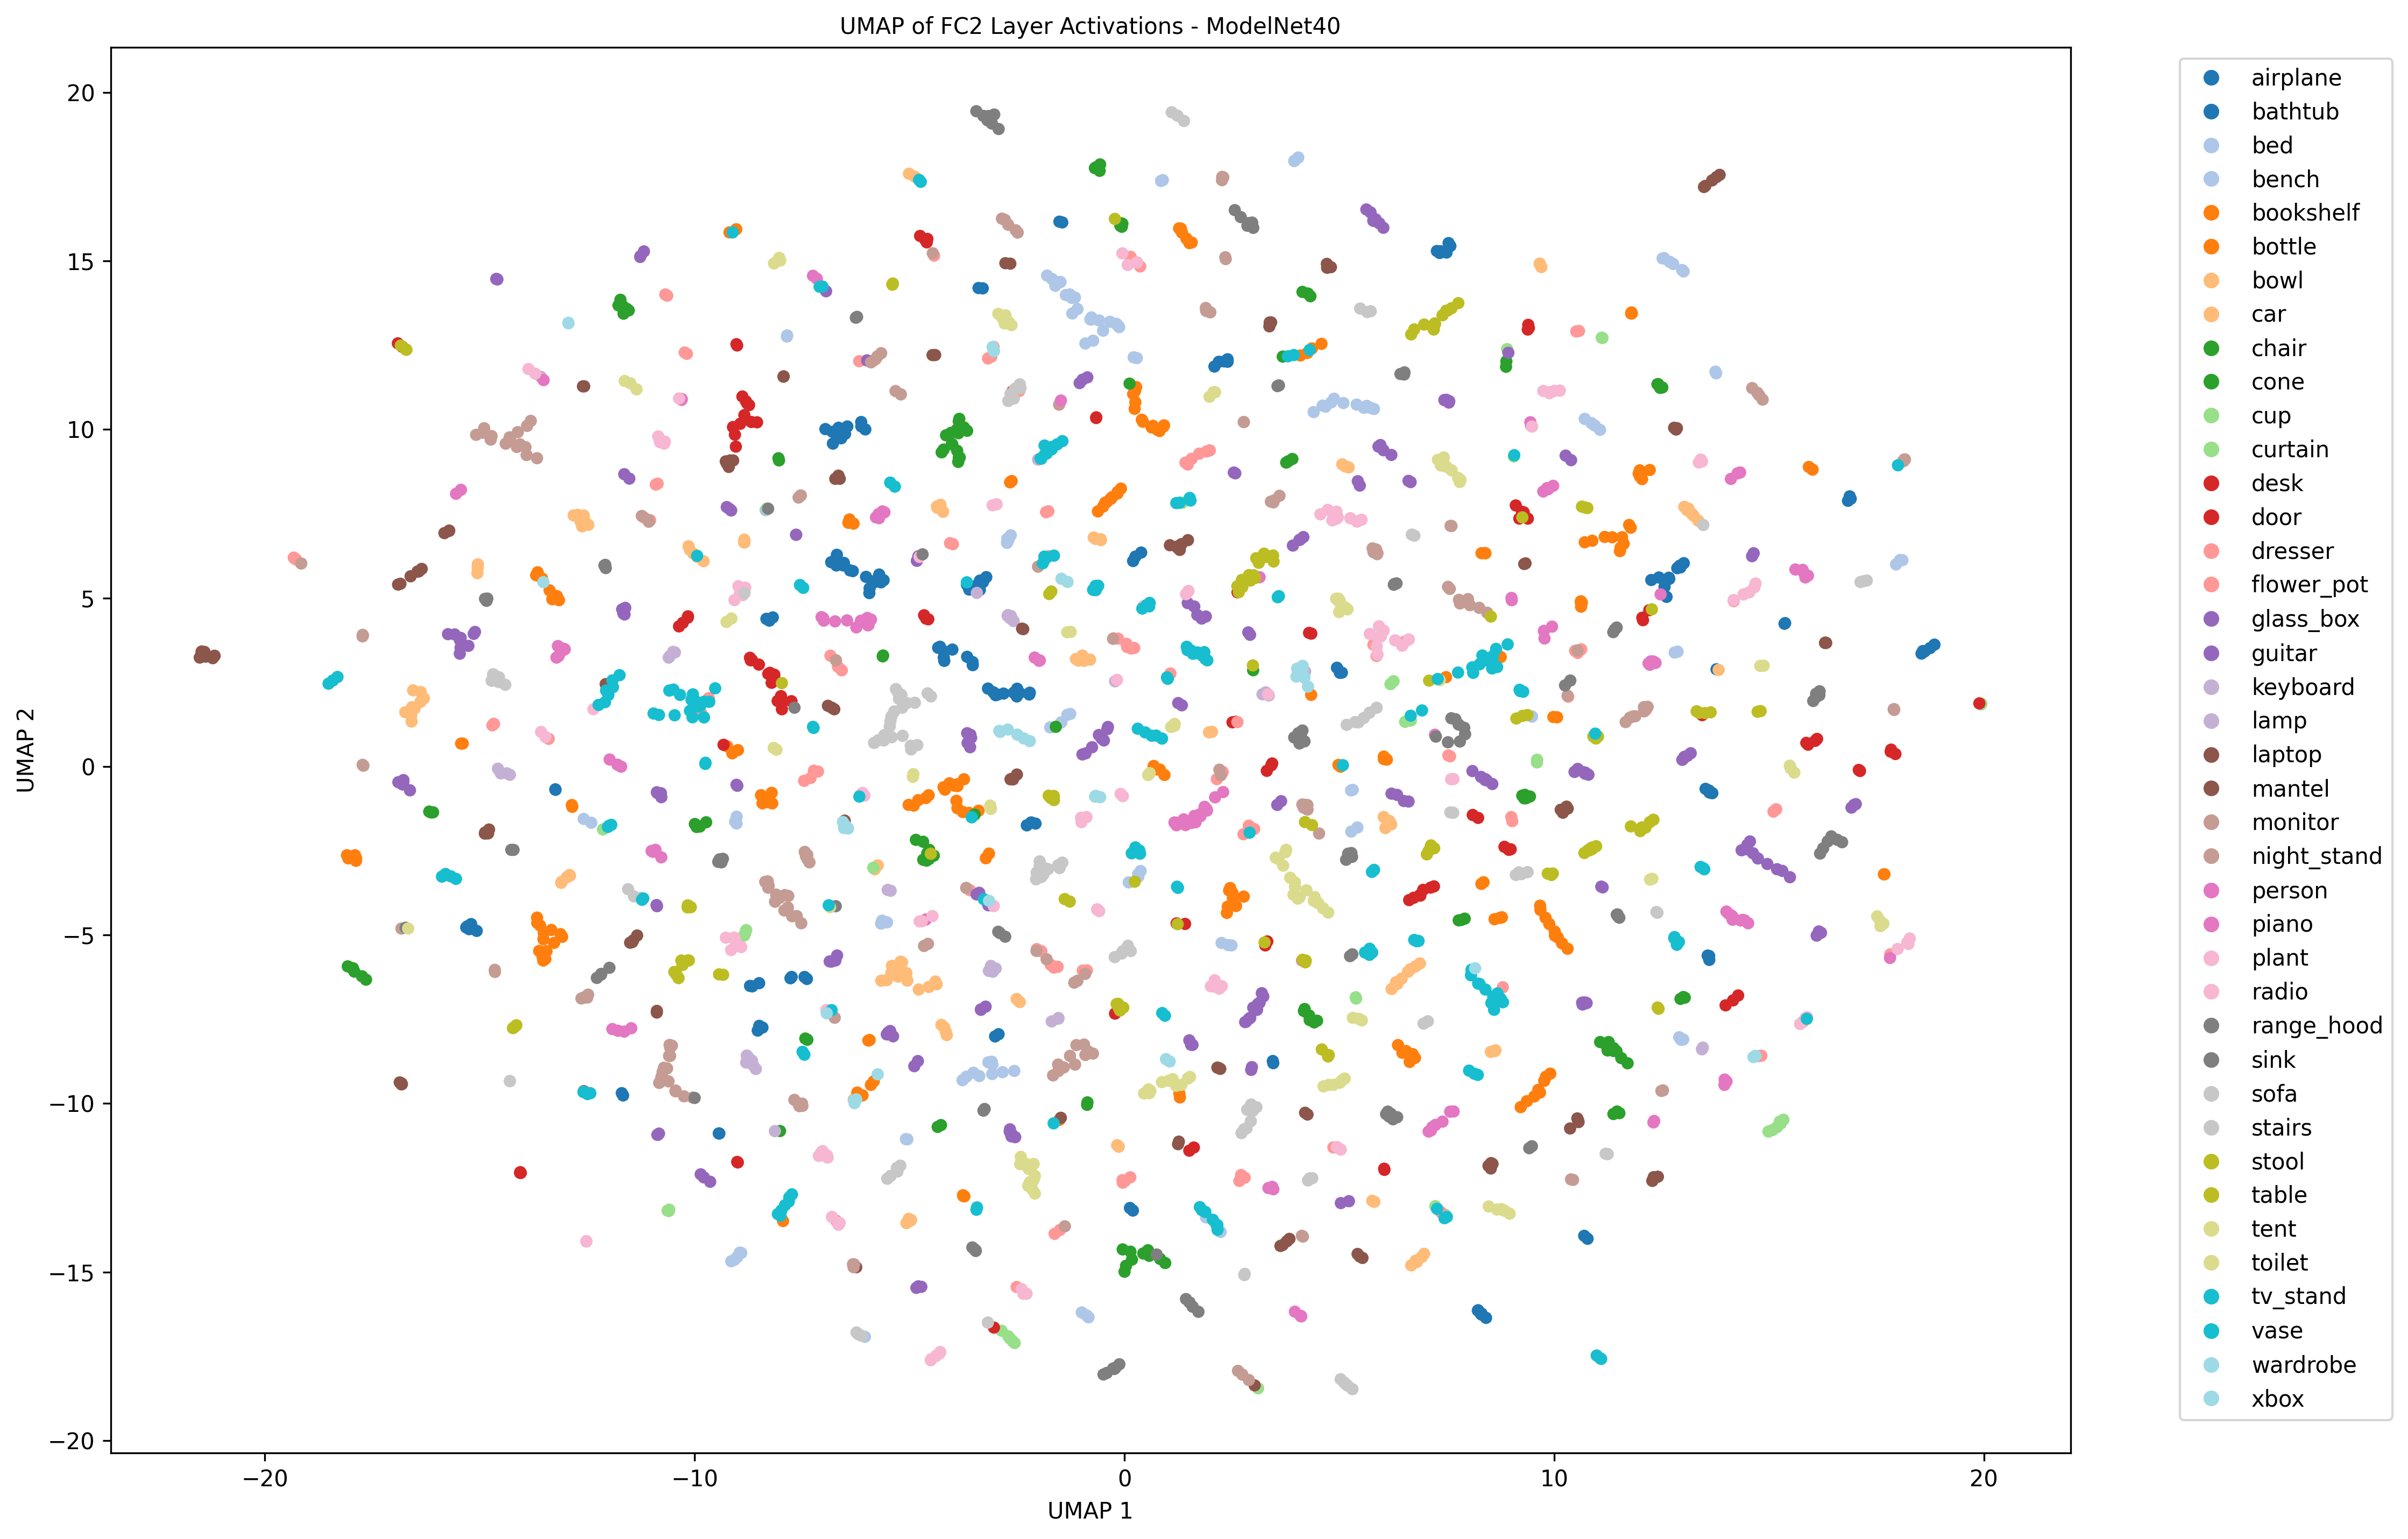 UMAP of FC2 Layer Activations - ModelNet40
20
15
10
5
0
−5
−10
−15
−20
UMAP 2
−20
−10
0
10
20
UMAP 1
airplane
bathtub
bed
bench
bookshelf
bottle
bowl
car
chair
cone
cup
curtain
desk
door
dresser
flower_pot
glass_box
guitar
keyboard
lamp
laptop
mantel
monitor
night_stand
person
piano
plant
radio
range_hood
sink
sofa
stairs
stool
table
tent
toilet
tv_stand
vase
wardrobe
xbox